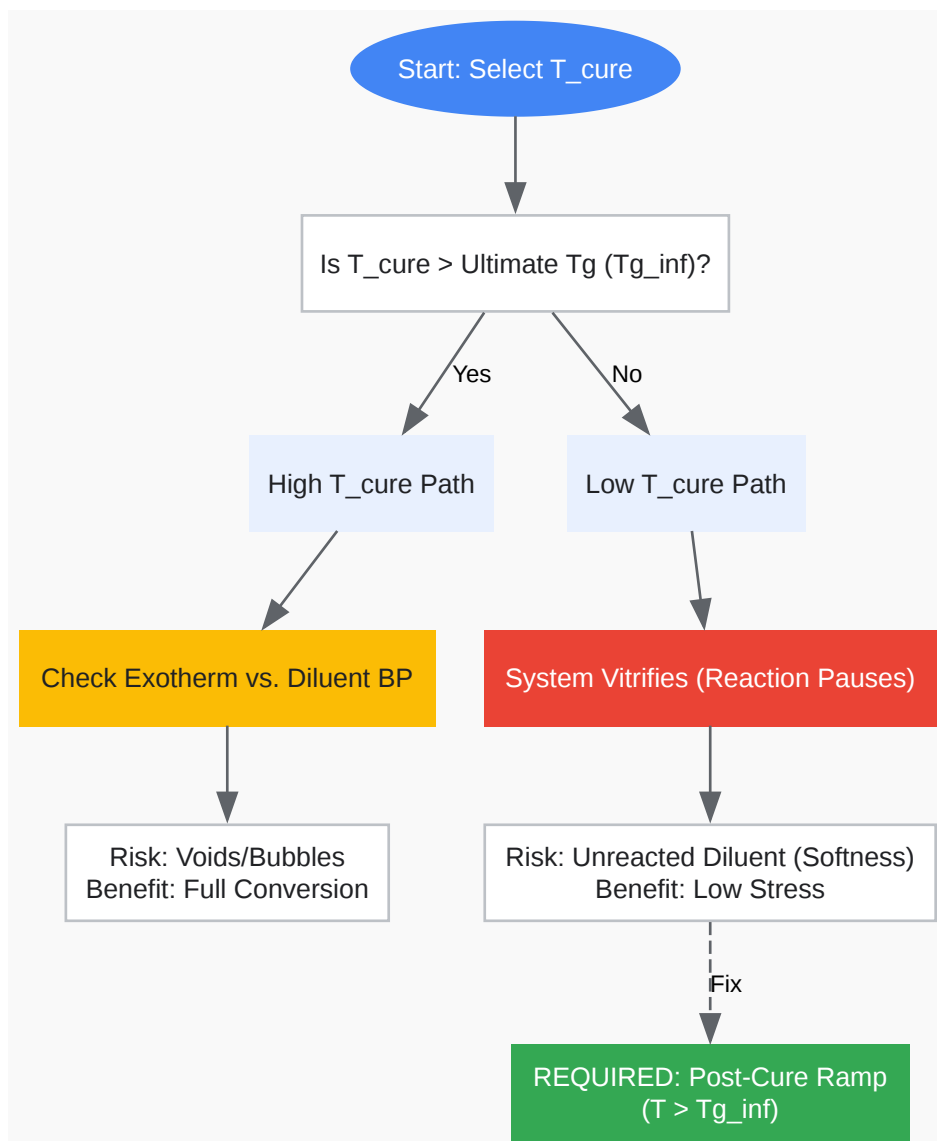 Start: Select T_cure
Is T_cure > Ultimate Tg (Tg_inf)?
Yes
No
High T_cure Path
Low T_cure Path
Check Exotherm vs. Diluent BP
System Vitrifies (Reaction Pauses)
Risk: Voids/Bubbles
Benefit: Full Conversion
Risk: Unreacted Diluent (Softness)
Benefit: Low Stress
Fix
REQUIRED: Post-Cure Ramp
(T > Tg_inf)